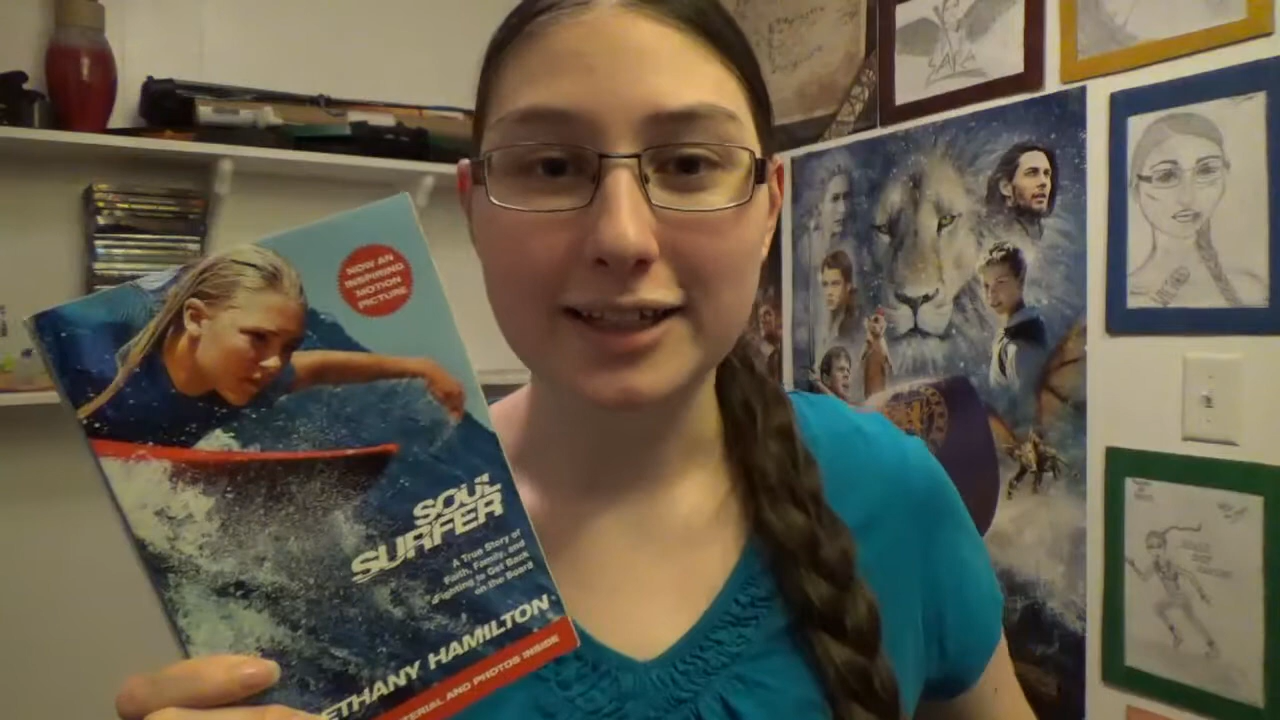 NOW AN
INSPIRING
MOTION
PICTURE
SOUL
SURFER
A True Story of
Faith, Family, and
Fighting to Get Back
on the Board
ETHANY HAMILTON
TERIAL AND PHOTOS INSIDE